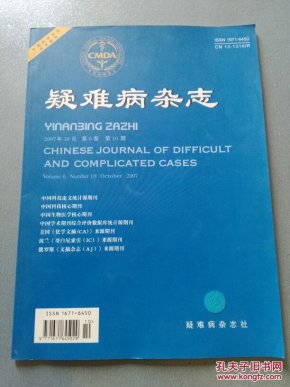 ISSN 1671-6450
CN 13-1316/R
CMDA
疑难病杂志
YINANBING ZAZHI
2007年 10 月 第 6 卷 第 10 期
CHINESE JOURNAL OF DIFFICULT
AND COMPLICATED CASES
Volume 6 Number 10 October 2007
中国科技论文统计源期刊
中国科技核心期刊
中国生物医学核心期刊
中国学术期刊综合评价数据库统计源期刊
美国《化学文摘(CA)》来源期刊
波兰《哥白尼索引(IC)》来源期刊
俄罗斯《文摘杂志(AJ)》来源期刊
ISSN 1671-6450
疑难病杂志社
孔夫子旧书网